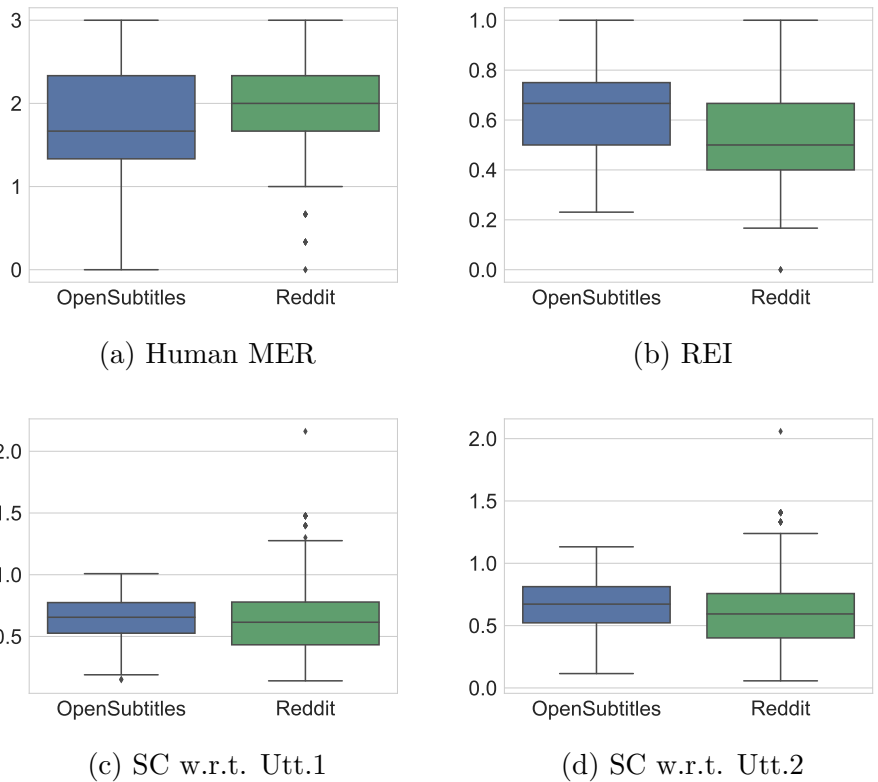 3
2
1
0
OpenSubtitles Reddit
(a) Human MER
1.0
0.8
0.6
0.4
0.2
0.0
OpenSubtitles Reddit
(b) REI
2.0
1.5
1.0
0.5
OpenSubtitles Reddit
(c) SC w.r.t. Utt.1
2.0
1.5
1.0
0.5
0.0
OpenSubtitles Reddit
(d) SC w.r.t. Utt.2